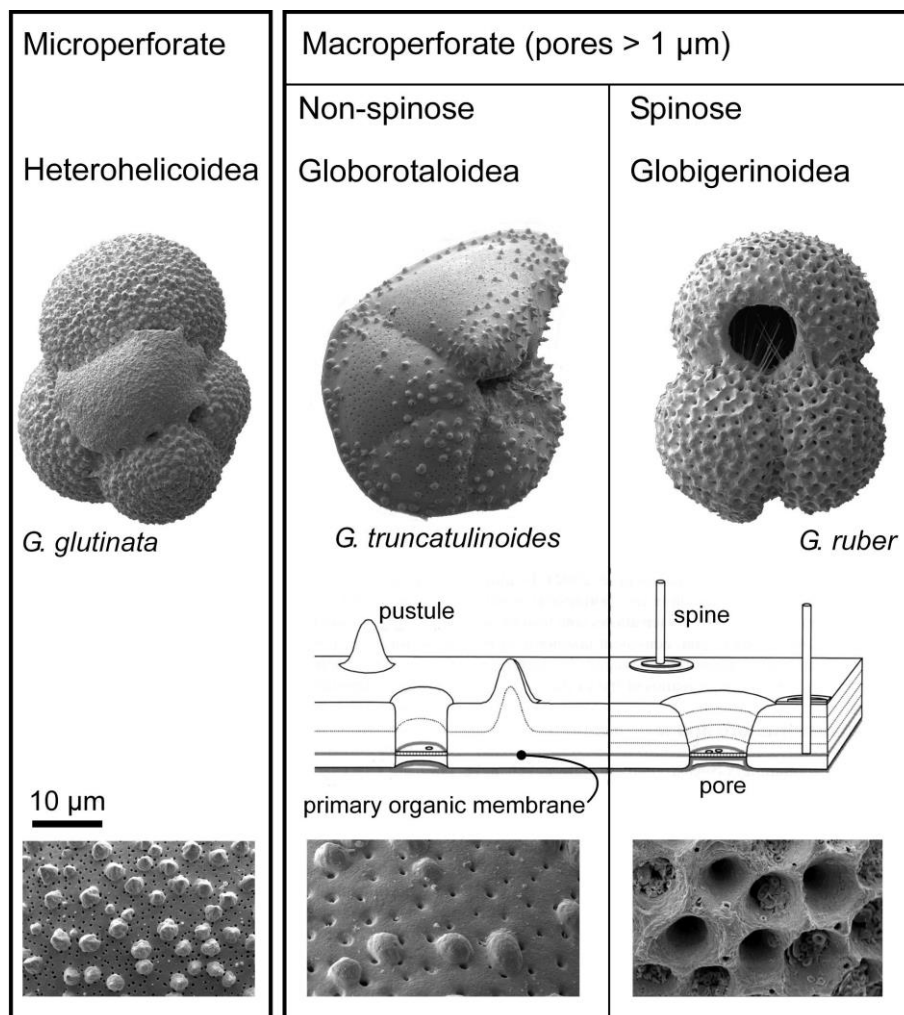 Microperforate
Macroperforate (pores > 1 µm)
Non-spinose
Spinose
Heterohelicoidea
Globorotaloidea
Globigerinoidea
G. glutinata
G. truncatulinoides
G. ruber
pustule
spine
primary organic membrane
pore
10 µm